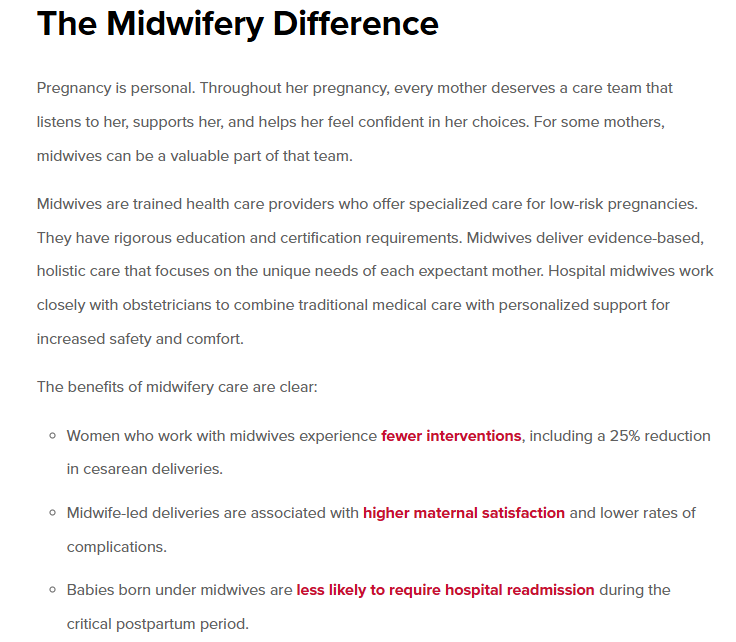 The Midwifery Difference
Pregnancy is personal. Throughout her pregnancy, every mother deserves a care team that
listens to her, supports her, and helps her feel confident in her choices. For some mothers,
midwives can be a valuable part of that team.
Midwives are trained health care providers who offer specialized care for low-risk pregnancies.
They have rigorous education and certification requirements. Midwives deliver evidence-based,
holistic care that focuses on the unique needs of each expectant mother. Hospital midwives work
closely with obstetricians to combine traditional medical care with personalized support for
increased safety and comfort.
The benefits of midwifery care are clear:
Women who work with midwives experience fewer interventions, including a 25% reduction
in cesarean deliveries.
Midwife-led deliveries are associated with higher maternal satisfaction and lower rates of
complications.
Babies born under midwives are less likely to require hospital readmission during the
critical postpartum period.